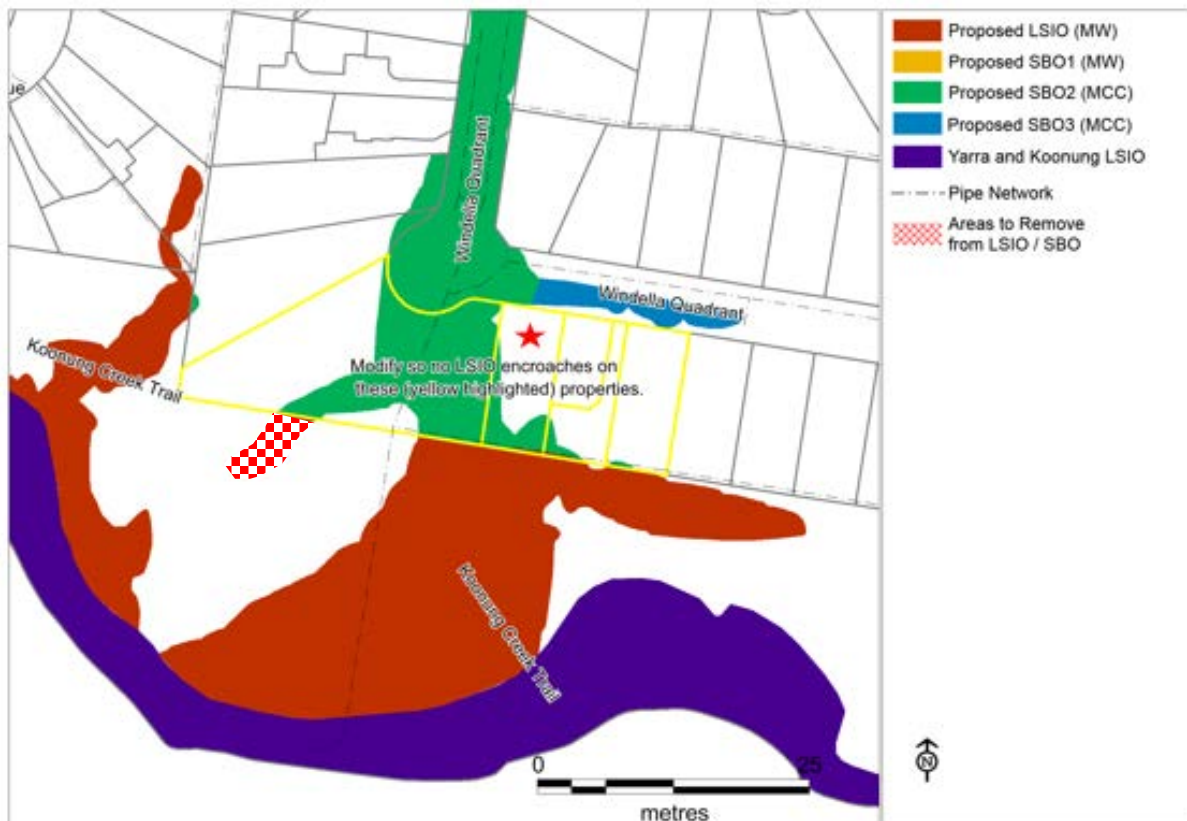 Proposed LSIO (MW)
Proposed SBO1 (MW)
Proposed SBO2 (MCC)
Proposed SBO3 (MCC)
Yarra and Koonung LSIO
Pipe Network
Areas to Remove
from LSIO / SBO
ue
Windella Quadrant
Windella Quadrant
Koonung Creek Trail
Modify so no LSIO encroaches on
these (yellow highlighted) properties.
Koonung Creek Trail
0 25
metres
N